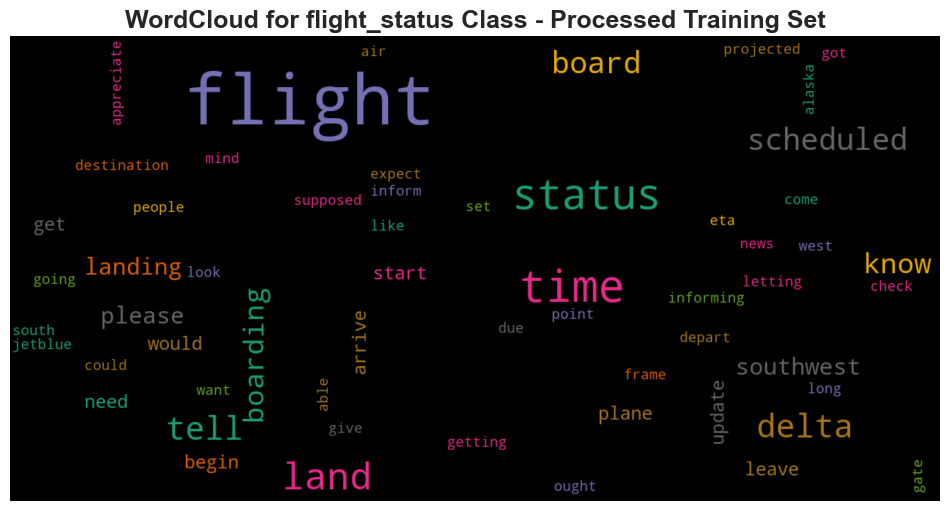 WordCloud for flight_status Class - Processed Training Set
appreciate
air
projected
got
board
alaska
flight
scheduled
destination
mind
expect
inform
supposed
status
come
people
set
like
eta
get
news
west
landing
look
start
time
know
going
letting
check
informing
boarding
please
point
south
due
jetblue
would
arrive
depart
could
frame
southwest
want
able
long
need
tell
give
plane
update
delta
getting
begin
land
leave
ought
gate